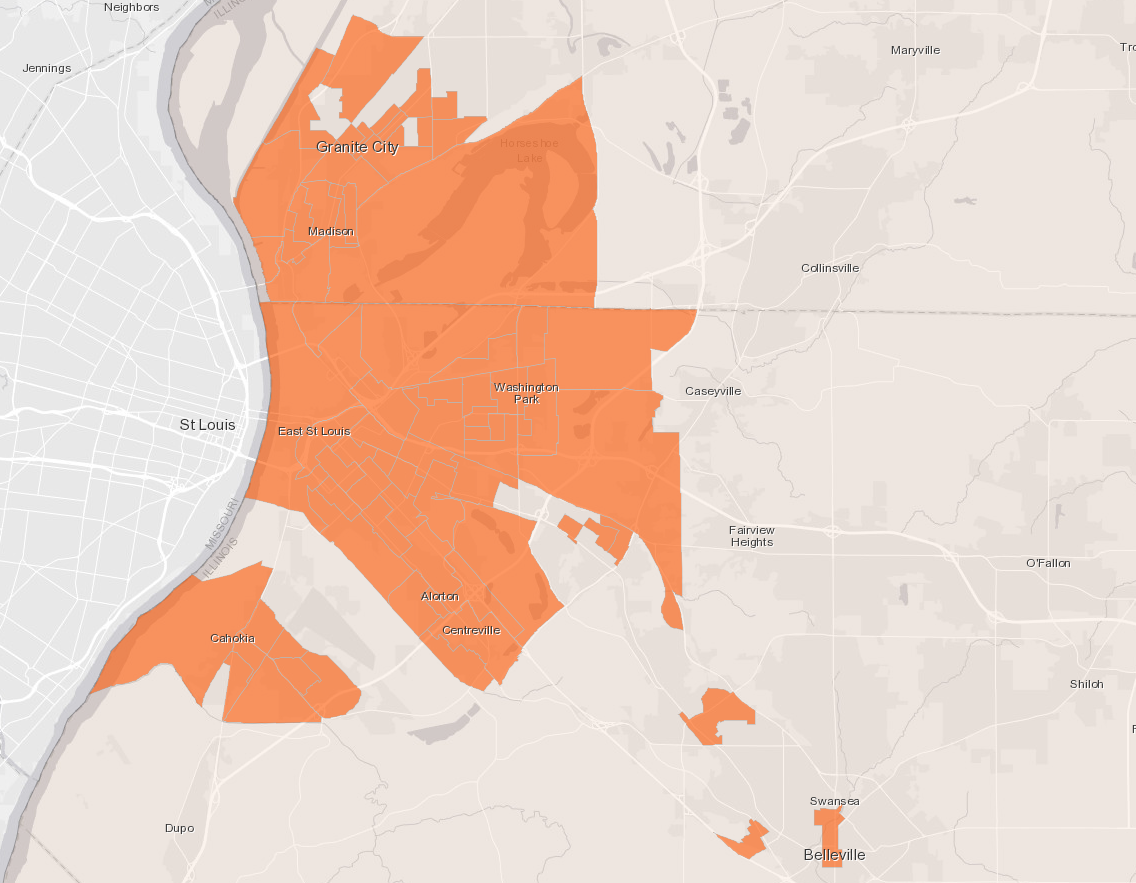 Neighbors
ILLINOIS
Maryville
Jennings
Granite City
Horseshoe
Lake
Madison
Collinsville
Washington
Park
Caseyville
St Louis
East St Louis
MISSOURI
ILLINOIS
Fairview
Heights
O'Fallon
Alorton
Centreville
Cahokia
Shiloh
Swansea
Dupo
Belleville